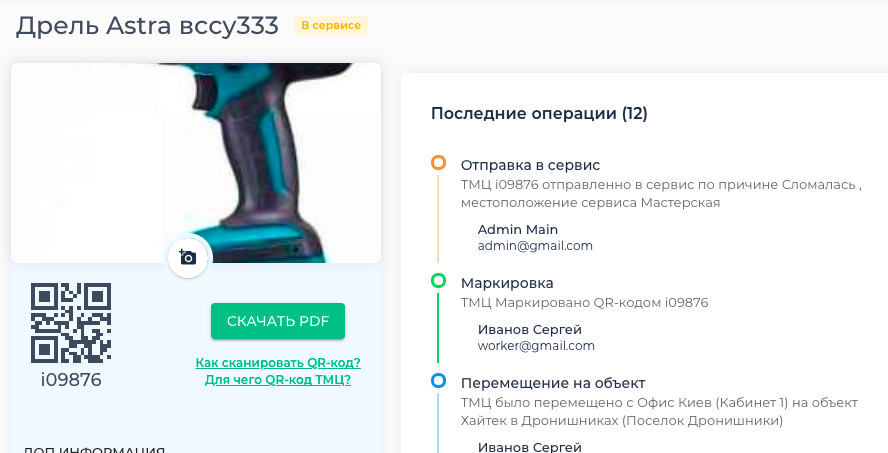 Дрель Astra вссу333
В сервисе
Последние операции (12)
Отправка в сервис
ТМЦ i09876 отправленно в сервис по причине Сломалась ,
местоположение сервиса Мастерская
Admin Main
admin@gmail.com
Маркировка
ТМЦ Маркировано QR-кодом i09876
Иванов Сергей
worker@gmail.com
Перемещение на объект
ТМЦ было перемещено с Офис Киев (Кабинет 1) на объект
Хайтек в Дронишниках (Поселок Дронишники)
Иванов Сергей
СКАЧАТЬ PDF
Как сканировать QR-код?
Для чего QR-код ТМЦ?
i09876
ДОП ИНФОРМАЦИЯ